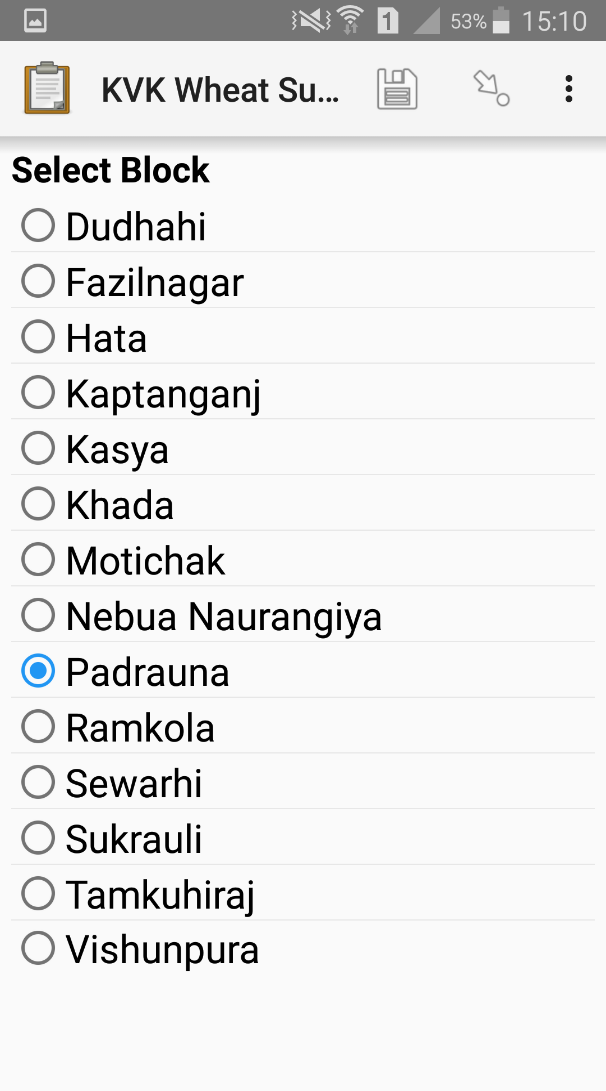 1 53% 15:10
KVK Wheat Su...
Select Block
Dudhahi
Fazilnagar
Hata
Kaptanganj
Kasya
Khada
Motichak
Nebua Naurangiya
Padrauna
Ramkola
Sewarhi
Sukrauli
Tamkuhiraj
Vishunpura